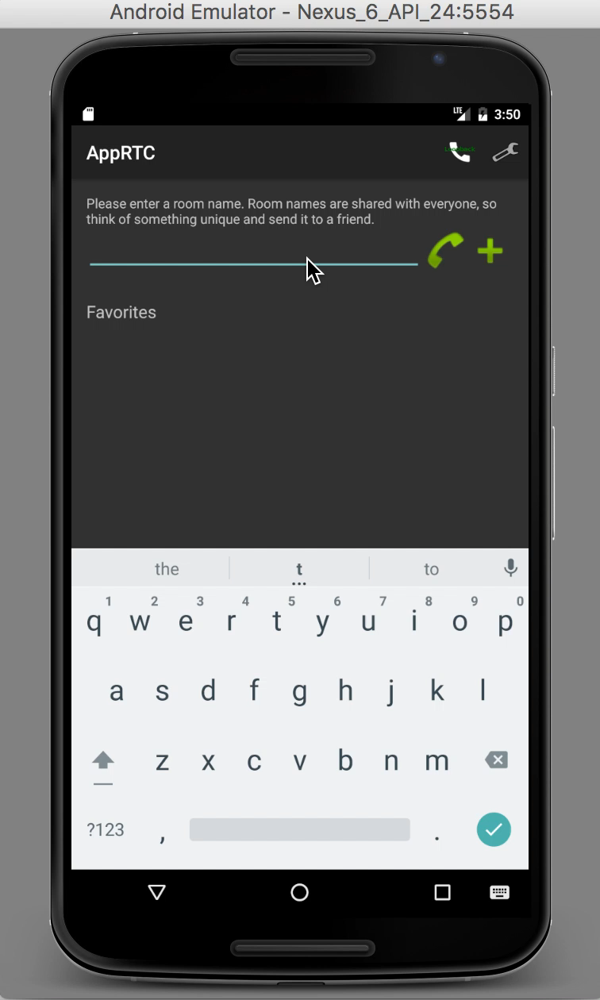 Android Emulator - Nexus_6_API_24:5554
LTE 3:50
AppRTC
Loopback
Please enter a room name. Room names are shared with everyone, so
think of something unique and send it to a friend.
Favorites
the t to
1 2 3 4 5 6 7 8 9 0
q w e r t y u i o p
a s d f g h j k l
z x c v b n m
?123 , .